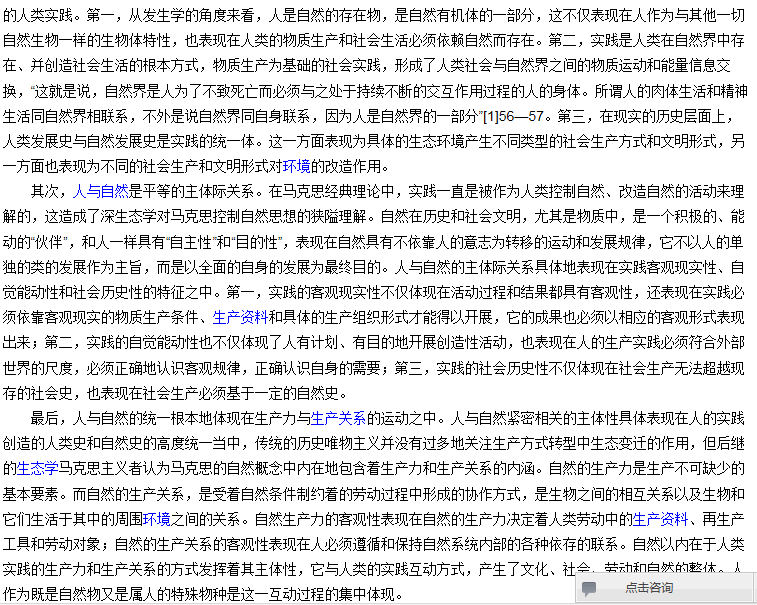 的人类实践。第一，从发生学的角度来看，人是自然的存在物，是自然有机体的一部分，这不仅表现在人作为与其他一切
自然生物一样的生物体特性，也表现在人类的物质生产和社会生活必须依赖自然而存在。第二，实践是人类在自然界中存
在、并创造社会生活的根本方式，物质生产为基础的社会实践，形成了人类社会与自然界之间的物质运动和能量信息交
换，“这就是说，自然界是人为了不致死亡而必须与之处于持续不断的交互作用过程的人的身体。所谓人的肉体生活和精神
生活同自然界相联系，不外是说自然界同自身联系，因为人是自然界的一部分”[1]56—57。第三，在现实的历史层面上，
人类发展史与自然发展史是实践的统一体。这一方面表现为具体的生态环境产生不同类型的社会生产方式和文明形式，另
一方面也表现为不同的社会生产和文明形式对环境的改造作用。
其次，人与自然是平等的主体际关系。在马克思经典理论中，实践一直是被作为人类控制自然、改造自然的活动来理
解的，这造成了深生态学对马克思控制自然思想的狭隘理解。自然在历史和社会文明，尤其是物质中，是一个积极的、能
动的“伙伴”，和人一样具有“自主性”和“目的性”，表现在自然具有不依靠人的意志为转移的运动和发展规律，它不以人的单
独的类的发展作为主旨，而是以全面的自身的发展为最终目的。人与自然的主体际关系具体地表现在实践客观现实性、自
觉能动性和社会历史性的特征之中。第一，实践的客观现实性不仅体现在活动过程和结果都具有客观性，还表现在实践必
须依靠客观现实的物质生产条件、生产资料和具体的生产组织形式才能得以开展，它的成果也必须以相应的客观形式表现
出来；第二，实践的自觉能动性也不仅体现了人有计划、有目的地开展创造性活动，也表现在人的生产实践必须符合外部
世界的尺度，必须正确地认识客观规律，正确认识自身的需要；第三，实践的社会历史性不仅体现在社会生产无法超越现
存的社会史，也表现在社会生产必须基于一定的自然史。
最后，人与自然的统一根本地体现在生产力与生产关系的运动之中。人与自然紧密相关的主体性具体表现在人的实践
创造的人类史和自然史的高度统一当中，传统的历史唯物主义并没有过多地关注生产方式转型中生态变迁的作用，但后继
的生态学马克思主义者认为马克思的自然概念中内在地包含着生产力和生产关系的内涵。自然的生产力是生产不可缺少的
基本要素。而自然的生产关系，是受着自然条件制约着的劳动过程中形成的协作方式，是生物之间的相互关系以及生物和
它们生活于其中的周围环境之间的关系。自然生产力的客观性表现在自然的生产力决定着人类劳动中的生产资料、再生产
工具和劳动对象；自然的生产关系的客观性表现在人必须遵循和保持自然系统内部的各种依存的联系。自然以内在于人类
实践的生产力和生产关系的方式发挥着其主体性，它与人类的实践互动方式，产生了文化、社会、劳动和自然的整体。人
作为既是自然物又是属人的特殊物种是这一互动过程的集中体现。
点击咨询